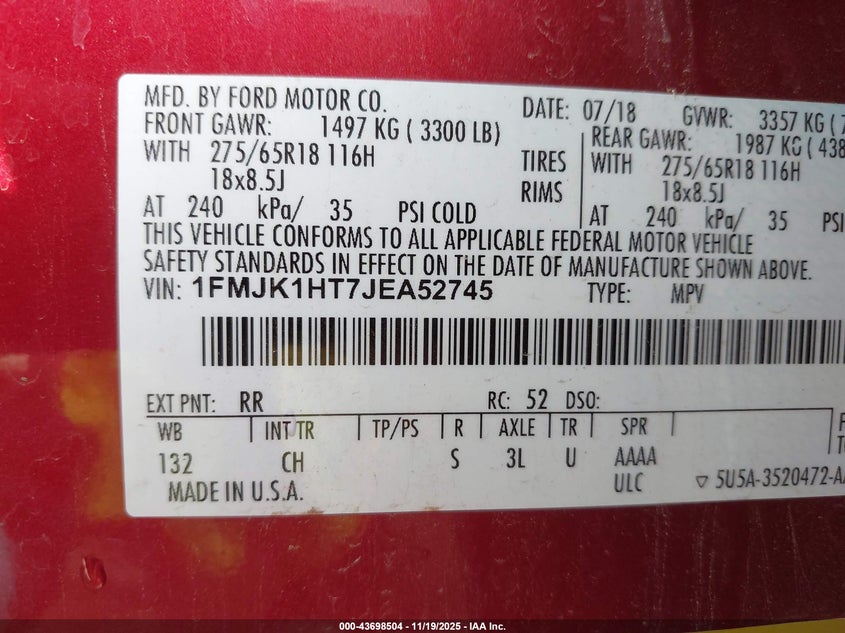 MFD. BY FORD MOTOR CO. DATE: 07/18 GVWR: 3357 KG (
FRONT GAWR: 1497 KG ( 3300 LB) REAR GAWR: 1987 KG ( 438
WITH 275/65R18 116H TIRES WITH 275/65R18 116H
18x8.5J RIMS 18x8.5J
AT 240 kPa/ 35 PSI COLD AT 240 kPa/ 35 PSI
THIS VEHICLE CONFORMS TO ALL APPLICABLE FEDERAL MOTOR VEHICLE
SAFETY STANDARDS IN EFFECT ON THE DATE OF MANUFACTURE SHOWN ABOVE.
VIN: 1FMJK1HT7JEA52745 TYPE: MPV
EXT PNT: RR RC: 52 DSO:
WB INT TR TP/PS R AXLE TR SPR
132 CH S 3L U AAAA
MADE IN U.S.A. ULC ▽ 5U5A-3520472-A
000-43698504 - 11/19/2025 - IAA Inc.